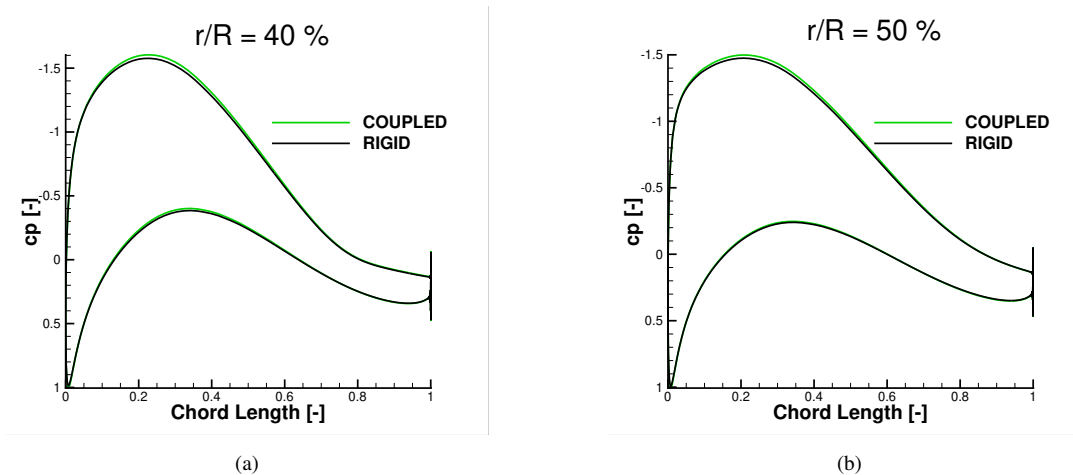 r/R = 40 %
-1.5
-1
-0.5
0
0.5
1
cp [-]
COUPLED
RIGID
0
0.2
0.4
0.6
0.8
1
Chord Length [-]
(a)
r/R = 50 %
-1.5
-1
-0.5
0
0.5
1
cp [-]
COUPLED
RIGID
0
0.2
0.4
0.6
0.8
1
Chord Length [-]
(b)